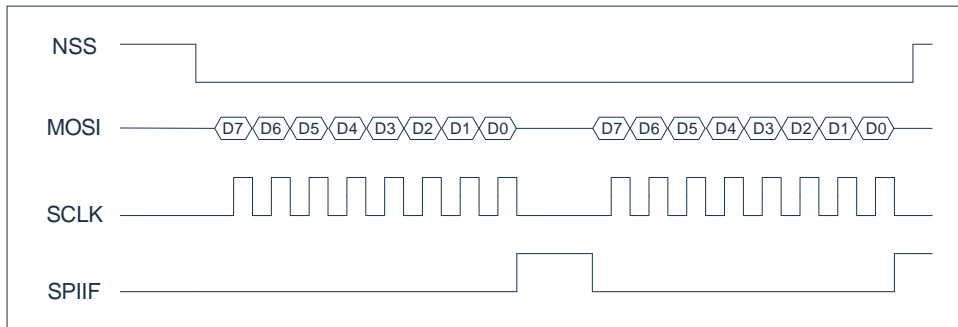 NSS
MOSI D7 D6 D5 D4 D3 D2 D1 D0 D7 D6 D5 D4 D3 D2 D1 D0
SCLK
SPIIF